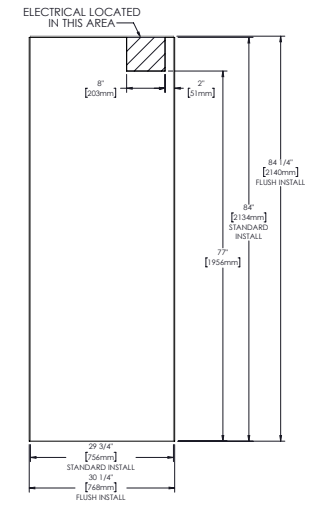 ELECTRICAL LOCATED
IN THIS AREA
8"
[203mm]
2"
[51mm]
84 1/4"
[2140mm]
FLUSH INSTALL
84"
[2134mm]
STANDARD
INSTALL
77"
[1956mm]
29 3/4"
[756mm]
STANDARD INSTALL
30 1/4"
[768mm]
FLUSH INSTALL